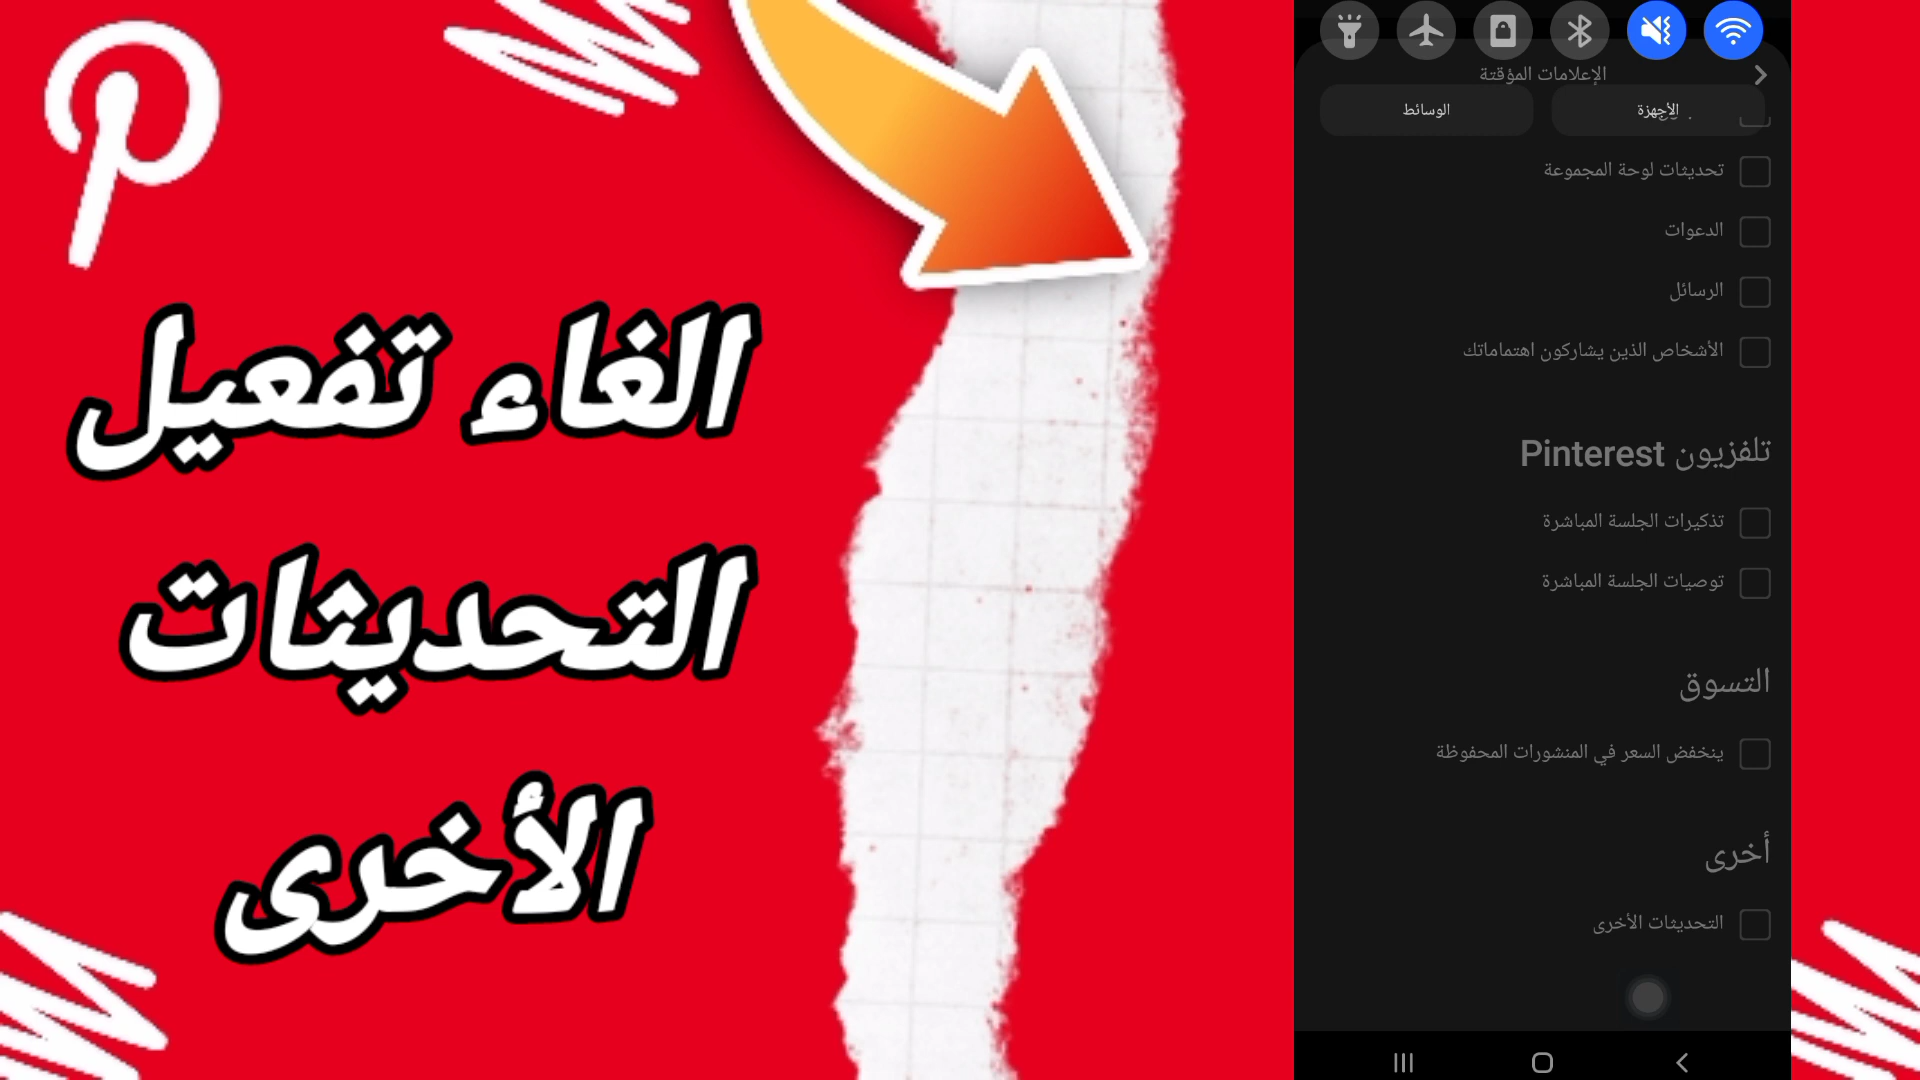 الغاء تفعيل
التحديثات
الأخرى
الإعلامات المؤقتة
الأجهزة
الوسائط
تحديثات لوحة المجموعة
الدعوات
الرسائل
الأشخاص الذين يشاركون اهتماماتك
تلفزيون Pinterest
تذكيرات الجلسة المباشرة
توصيات الجلسة المباشرة
التسوق
ينخفض السعر في المنشورات المحفوظة
أخرى
التحديثات الأخرى